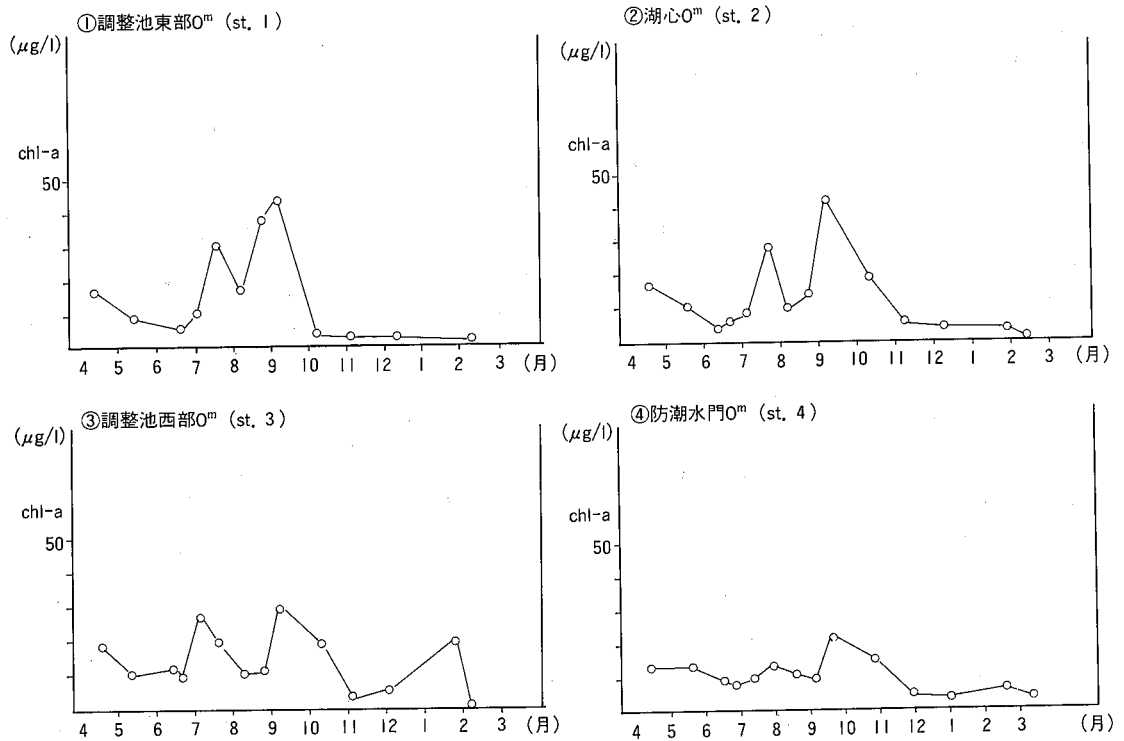 ①調整池東部0ᵐ (st. 1)
(μg/l)
chl-a
50
4 5 6 7 8 9 10 11 12 1 2 3 (月)
②湖心0ᵐ (st. 2)
(μg/l)
chl-a
50
4 5 6 7 8 9 10 11 12 1 2 3 (月)
③調整池西部0ᵐ (st. 3)
(μg/l)
chl-a
50
4 5 6 7 8 9 10 11 12 1 2 3 (月)
④防潮水門0ᵐ (st. 4)
(μg/l)
chl-a
50
4 5 6 7 8 9 10 11 12 1 2 3 (月)